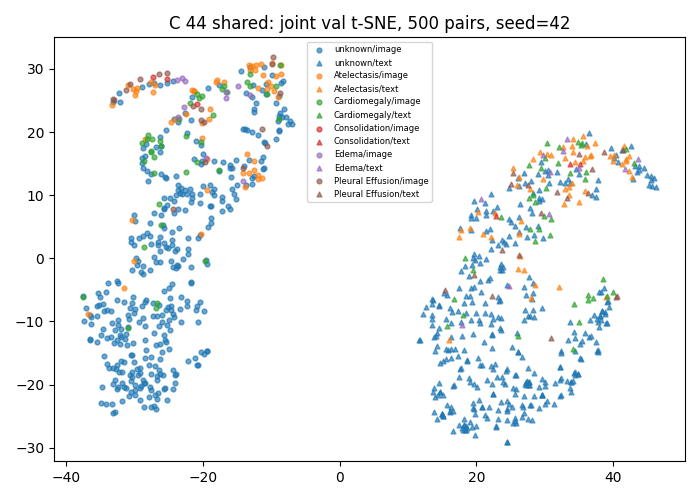 C 44 shared: joint val t-SNE, 500 pairs, seed=42
unknown/image
unknown/text
Atelectasis/image
Atelectasis/text
Cardiomegaly/image
Cardiomegaly/text
Consolidation/image
Consolidation/text
Edema/image
Edema/text
Pleural Effusion/image
Pleural Effusion/text
30
20
10
0
−10
−20
−30
−40 −20 0 20 40